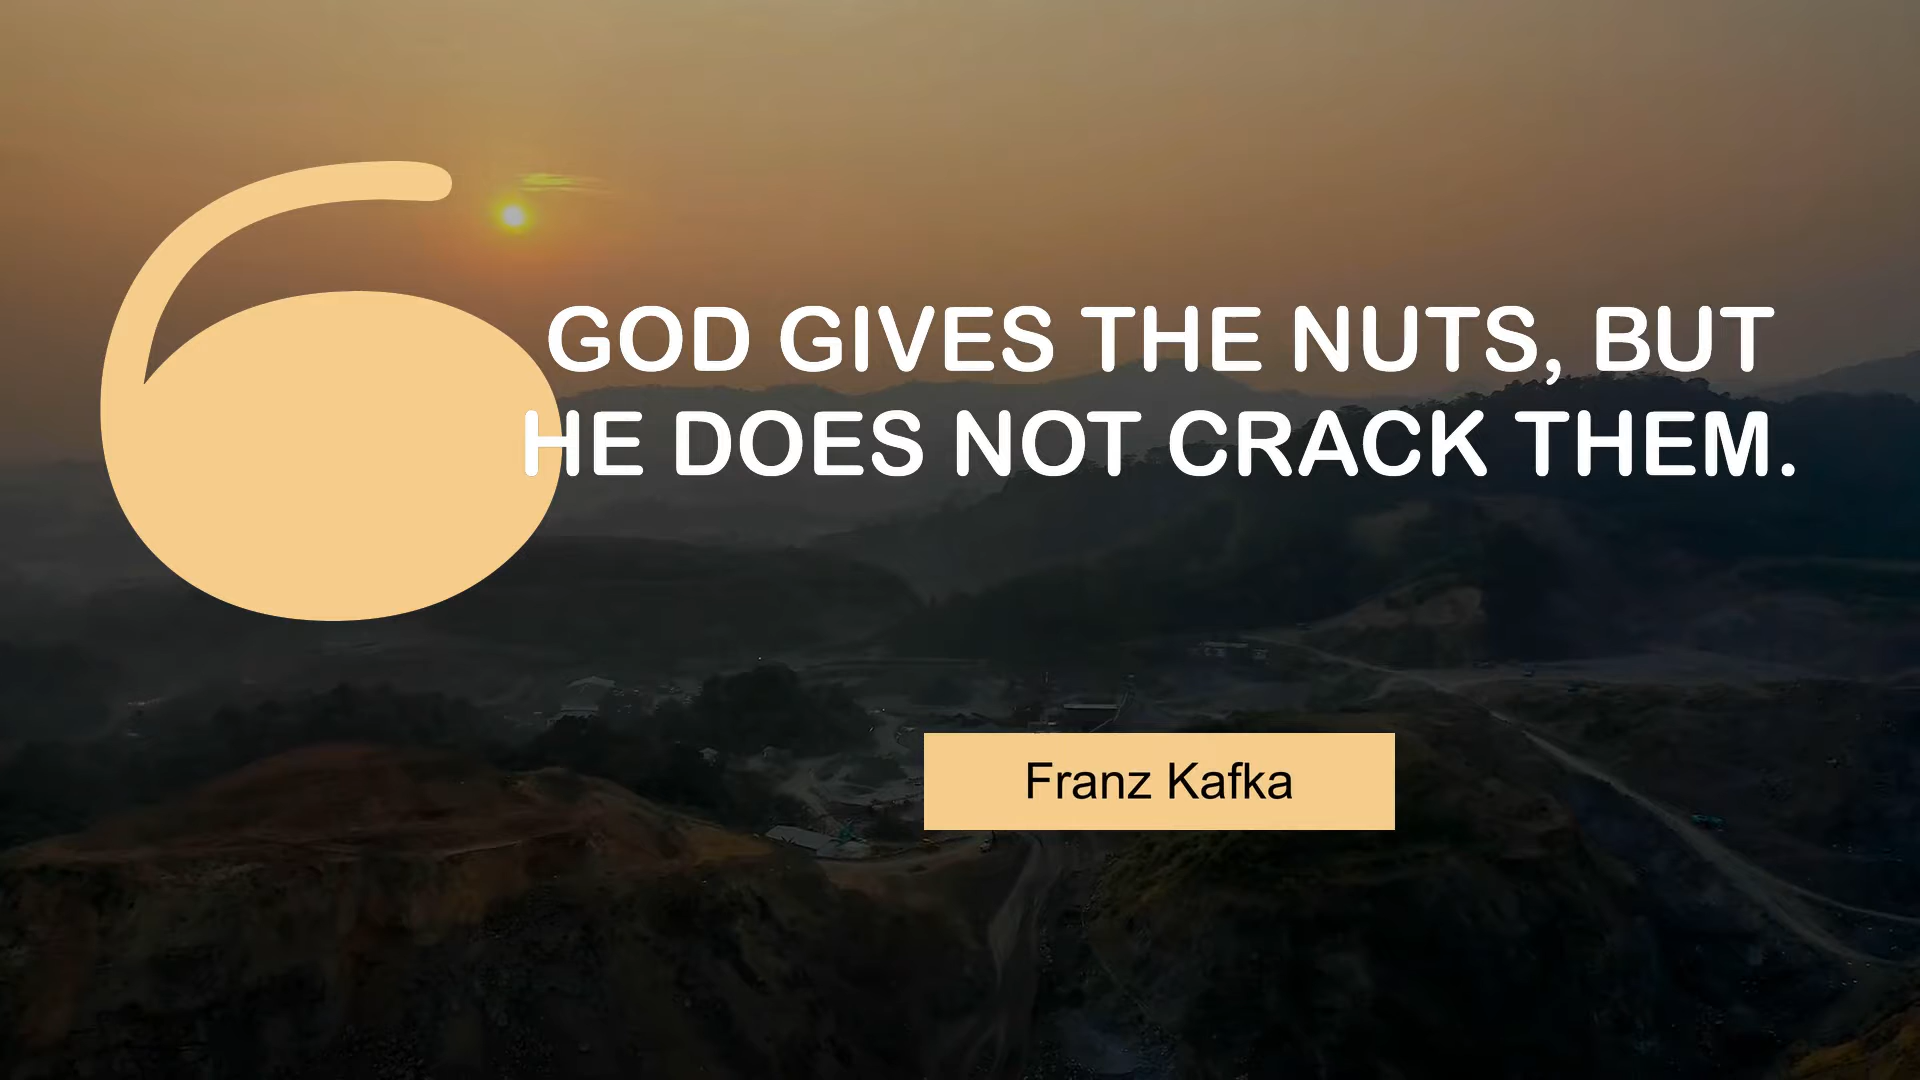 GOD GIVES THE NUTS, BUT
HE DOES NOT CRACK THEM.
Franz Kafka